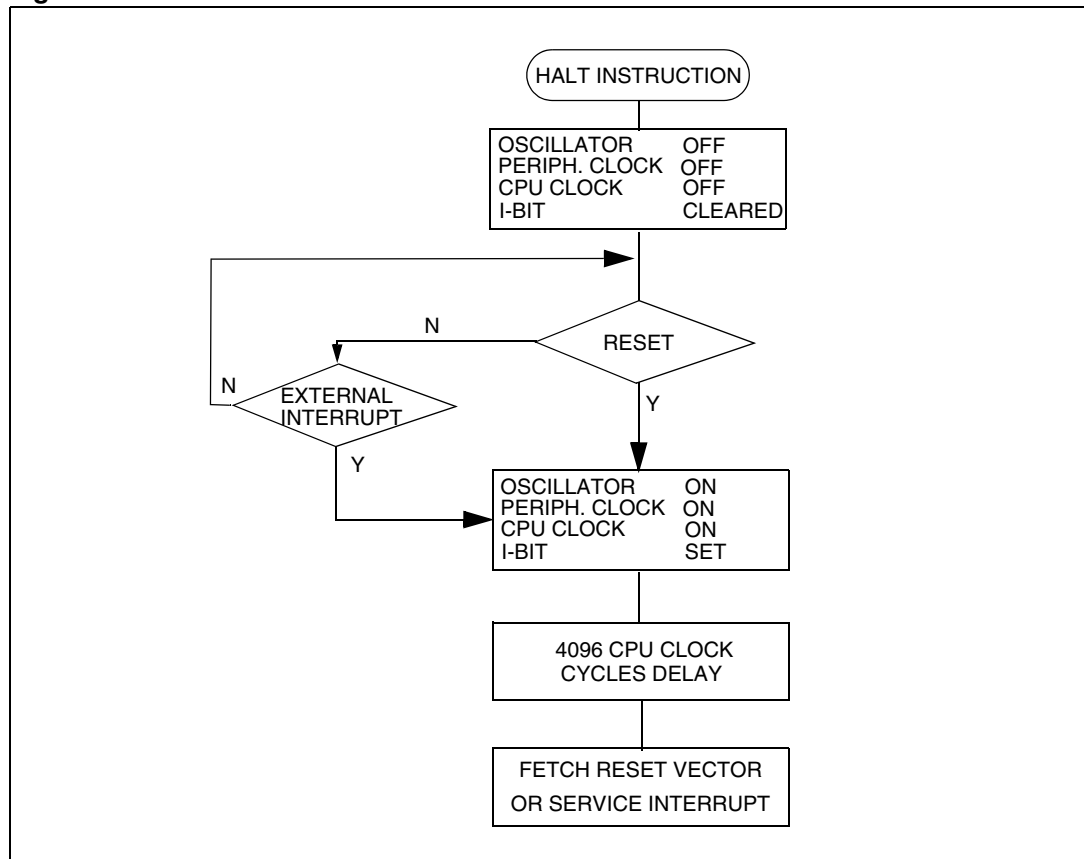 HALT INSTRUCTION
OSCILLATOR OFF
PERIPH. CLOCK OFF
CPU CLOCK OFF
I-BIT CLEARED
RESET
N
EXTERNAL
INTERRUPT
N
Y
Y
OSCILLATOR ON
PERIPH. CLOCK ON
CPU CLOCK ON
I-BIT SET
4096 CPU CLOCK
CYCLES DELAY
FETCH RESET VECTOR
OR SERVICE INTERRUPT